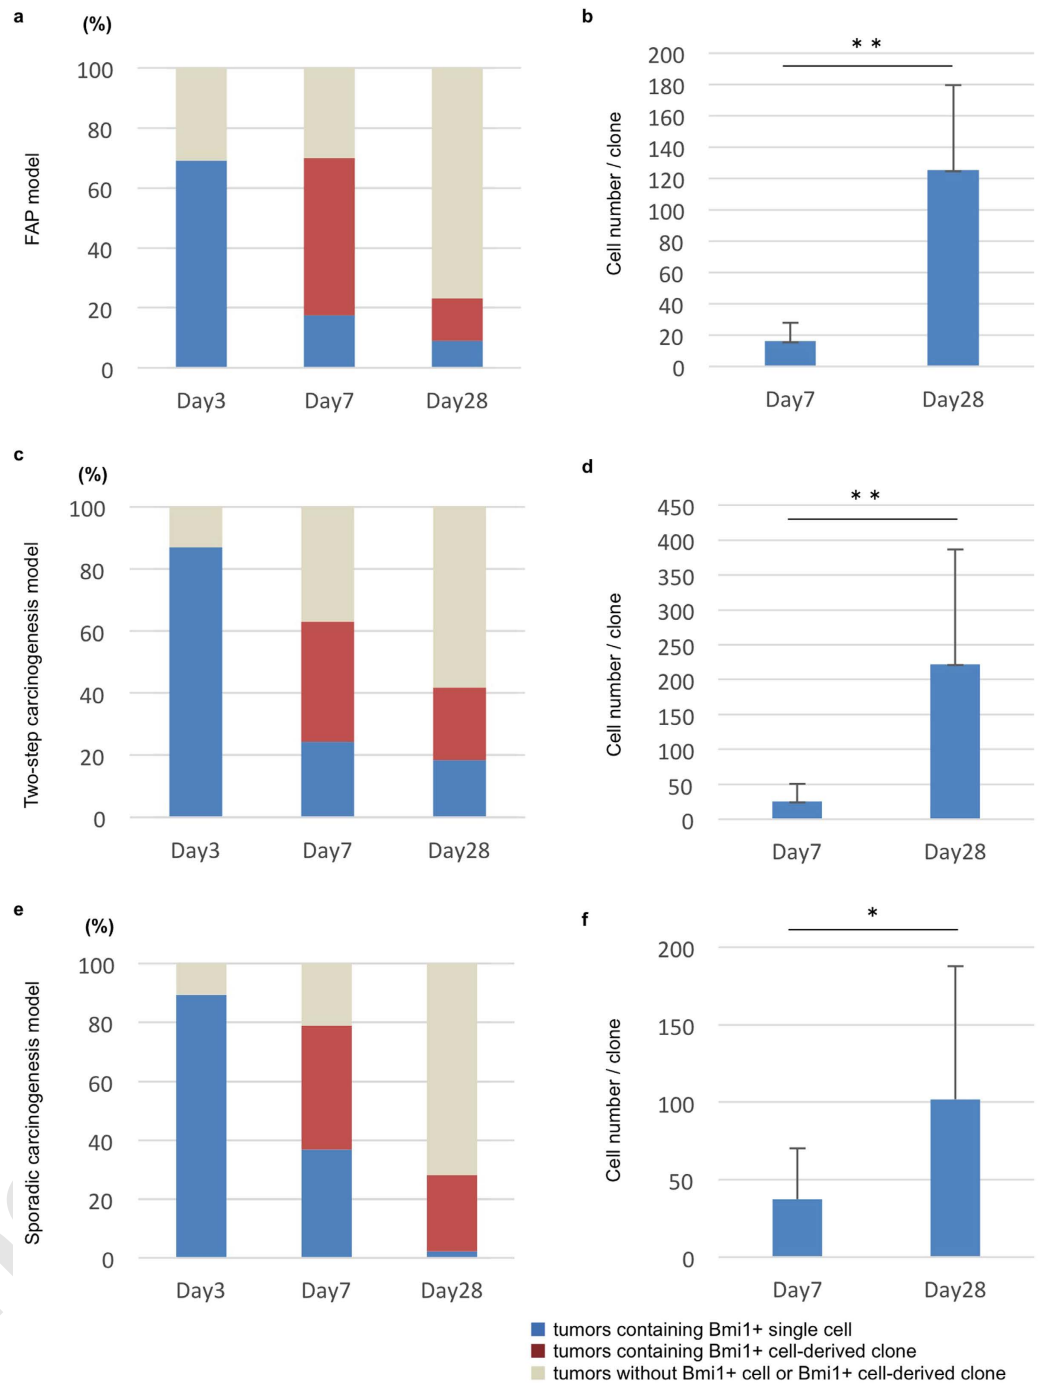 a
(%)
FAP model
100
80
60
40
20
0
Day3
Day7
Day28
b
* *
Cell number / clone
200
180
160
140
120
100
80
60
40
20
0
Day7
Day28
c
(%)
Two-step carcinogenesis model
100
80
60
40
20
0
Day3
Day7
Day28
d
* *
Cell number / clone
450
400
350
300
250
200
150
100
50
0
Day7
Day28
e
(%)
Sporadic carcinogenesis model
100
80
60
40
20
0
Day3
Day7
Day28
f
*
Cell number / clone
200
150
100
50
0
Day7
Day28
tumors containing Bmi1+ single cell
tumors containing Bmi1+ cell-derived clone
tumors without Bmi1+ cell or Bmi1+ cell-derived clone